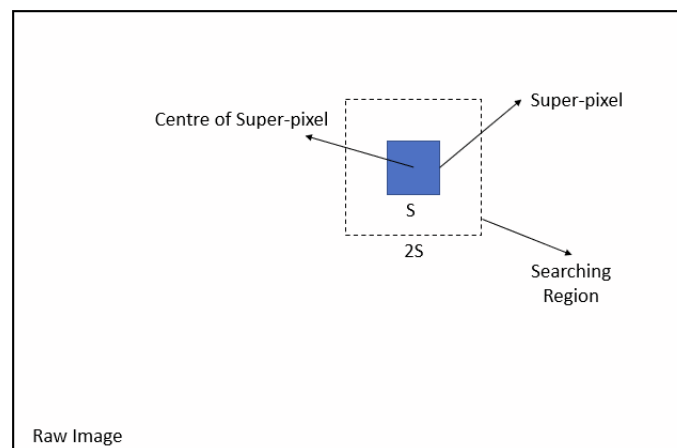 Super-pixel
Centre of Super-pixel
S
2S
Searching
Region
Raw Image